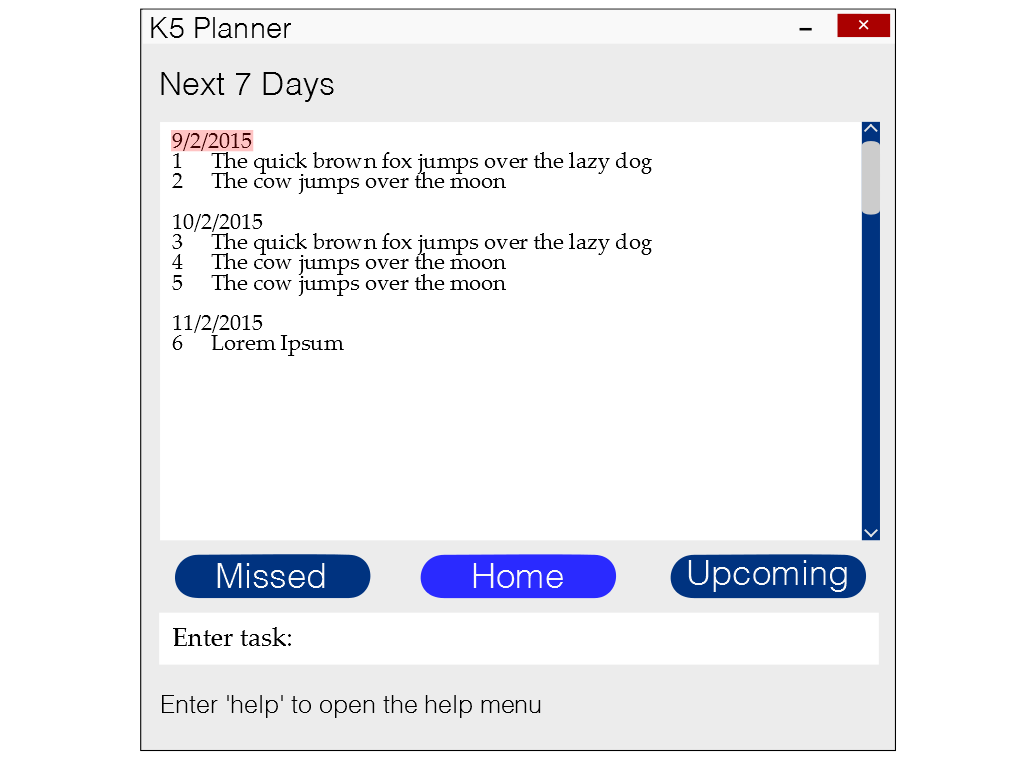 K5 Planner
Next 7 Days
9/2/2015
1 The quick brown fox jumps over the lazy dog
2 The cow jumps over the moon
10/2/2015
3 The quick brown fox jumps over the lazy dog
4 The cow jumps over the moon
5 The cow jumps over the moon
11/2/2015
6 Lorem Ipsum
Missed Home Upcoming
Enter task:
Enter 'help' to open the help menu